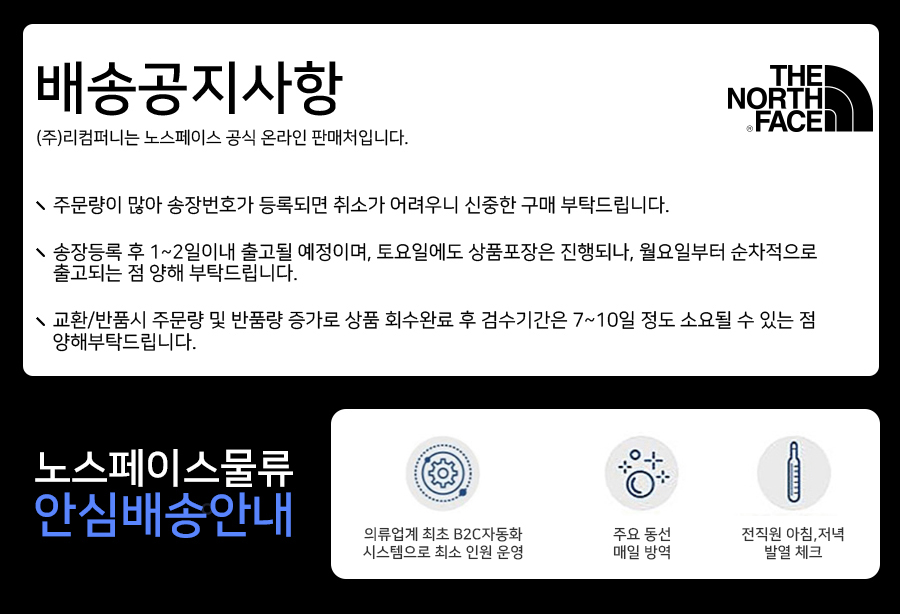 배송공지사항
(주)리컴퍼니는 노스페이스 공식 온라인 판매처입니다.
THE
NORTH
® FACE
주문량이 많아 송장번호가 등록되면 취소가 어려우니 신중한 구매 부탁드립니다.
송장등록 후 1~2일이내 출고될 예정이며, 토요일에도 상품포장은 진행되나, 월요일부터 순차적으로
출고되는 점 양해 부탁드립니다.
교환/반품시 주문량 및 반품량 증가로 상품 회수완료 후 검수기간은 7~10일 정도 소요될 수 있는 점
양해부탁드립니다.
노스페이스물류
안심배송안내
의류업계 최초 B2C자동화
시스템으로 최소 인원 운영
주요 동선
매일 방역
전직원 아침,저녁
발열 체크